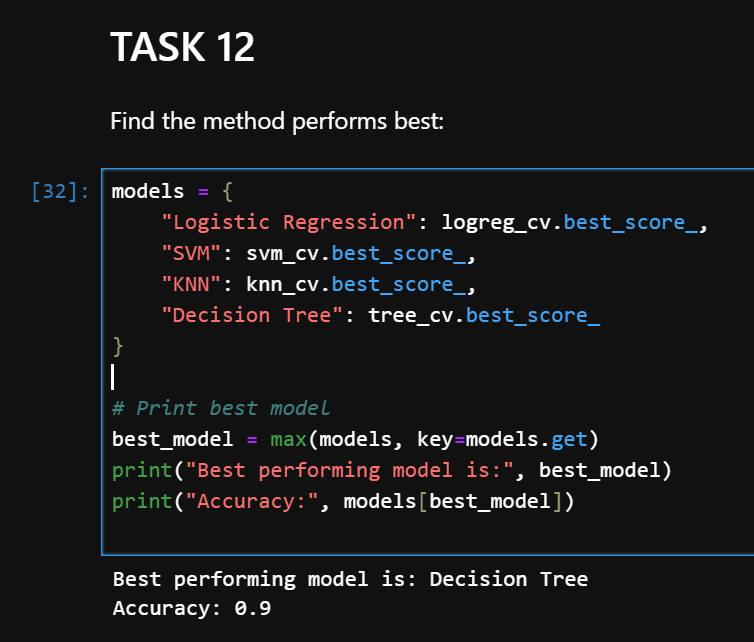 TASK 12
Find the method performs best:
[32]:
models = {
    "Logistic Regression": logreg_cv.best_score_,
    "SVM": svm_cv.best_score_,
    "KNN": knn_cv.best_score_,
    "Decision Tree": tree_cv.best_score_
}
# Print best model
best_model = max(models, key=models.get)
print("Best performing model is:", best_model)
print("Accuracy:", models[best_model])
Best performing model is: Decision Tree
Accuracy: 0.9